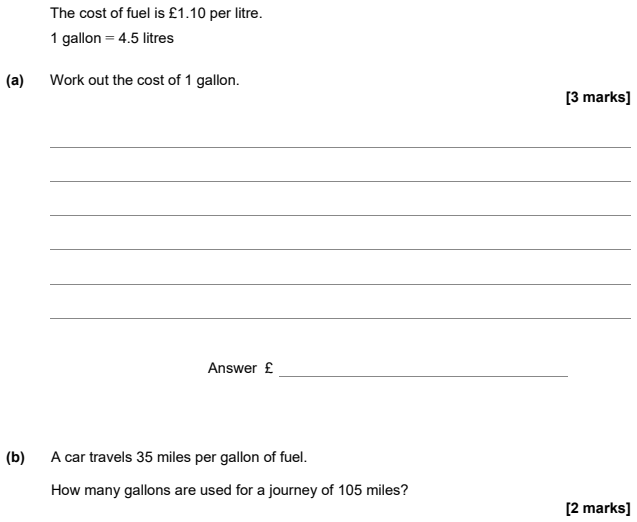 The cost of fuel is £1.10 per litre.
1 gallon = 4.5 litres
(a) Work out the cost of 1 gallon.
[3 marks]
Answer £
(b) A car travels 35 miles per gallon of fuel.
How many gallons are used for a journey of 105 miles?
[2 marks]